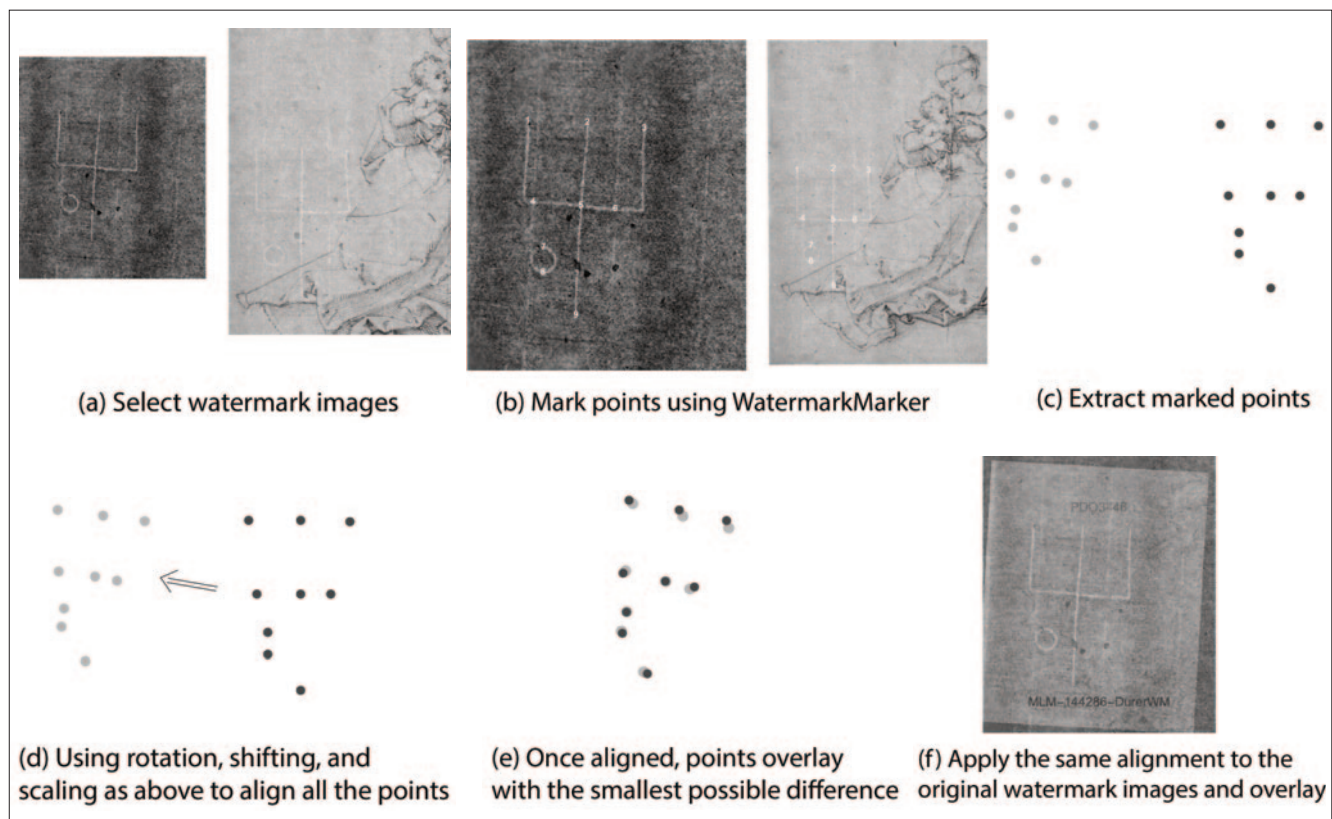 (a) Select watermark images
(b) Mark points using WatermarkMarker
(c) Extract marked points
PDO3446
MLM-144286-DurerWM
(d) Using rotation, shifting, and
scaling as above to align all the points
(e) Once aligned, points overlay
with the smallest possible difference
(f) Apply the same alignment to the
original watermark images and overlay